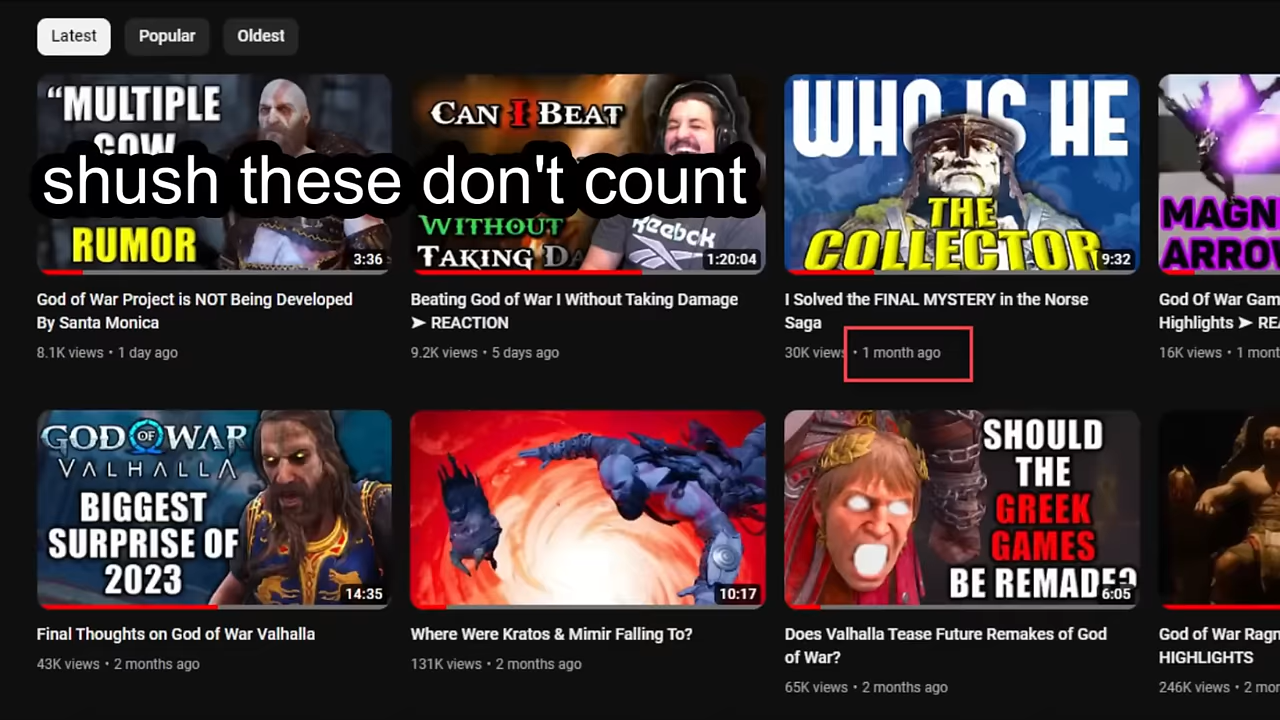 Latest
Popular
Oldest
"MULTIPLE
GOW
RUMOR
3:36
shush these don't count
CAN I BEAT
WITHOUT
TAKING
Reebok
1:20:04
WHO IS HE
THE
COLLECTOR
9:32
MAGN
ARROW
God of War Project is NOT Being Developed
By Santa Monica
8.1K views • 1 day ago
Beating God of War I Without Taking Damage
➤ REACTION
9.2K views • 5 days ago
I Solved the FINAL MYSTERY in the Norse
Saga
30K views • 1 month ago
God Of War Gam
Highlights ➤ RE
16K views • 1 mont
GOD OF WAR
VALHALLA
BIGGEST
SURPRISE OF
2023
14:35
10:17
SHOULD
THE
GREEK
GAMES
BE REMADE?
6:05
Final Thoughts on God of War Valhalla
43K views • 2 months ago
Where Were Kratos & Mimir Falling To?
131K views • 2 months ago
Does Valhalla Tease Future Remakes of God
of War?
65K views • 2 months ago
God of War Ragn
HIGHLIGHTS
246K views • 2 mon